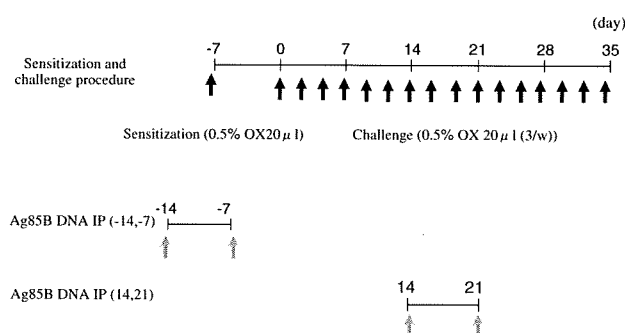 (day)
-7 0 7 14 21 28 35
Sensitization and
challenge procedure
Sensitization (0.5% OX20μl) Challenge (0.5% OX 20μl (3/w))
-14 -7
Ag85B DNA IP (-14,-7)
14 21
Ag85B DNA IP (14,21)